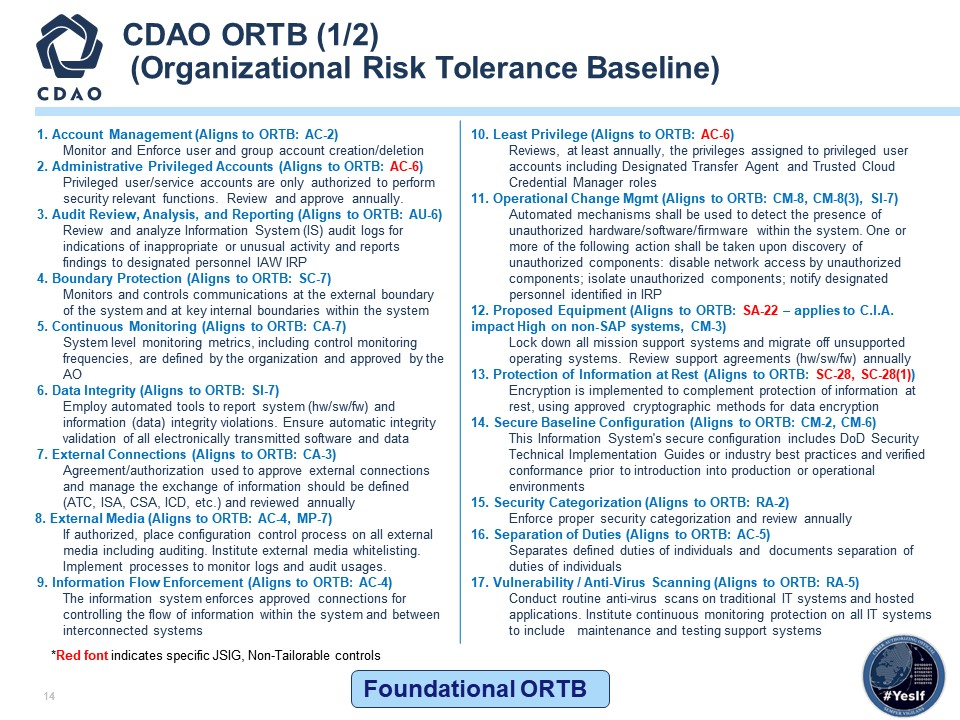 CDAO ORTB (1/2)
(Organizational Risk Tolerance Baseline)
CDAO
1. Account Management (Aligns to ORTB: AC-2)
Monitor and Enforce user and group account creation/deletion
2. Administrative Privileged Accounts (Aligns to ORTB: AC-6)
Privileged user/service accounts are only authorized to perform
security relevant functions. Review and approve annually.
3. Audit Review, Analysis, and Reporting (Aligns to ORTB: AU-6)
Review and analyze Information System (IS) audit logs for
indications of inappropriate or unusual activity and reports
findings to designated personnel IAW IRP
4. Boundary Protection (Aligns to ORTB: SC-7)
Monitors and controls communications at the external boundary
of the system and at key internal boundaries within the system
5. Continuous Monitoring (Aligns to ORTB: CA-7)
System level monitoring metrics, including control monitoring
frequencies, are defined by the organization and approved by the
AO
6. Data Integrity (Aligns to ORTB: SI-7)
Employ automated tools to report system (hw/sw/fw) and
information (data) integrity violations. Ensure automatic integrity
validation of all electronically transmitted software and data
7. External Connections (Aligns to ORTB: CA-3)
Agreement/authorization used to approve external connections
and manage the exchange of information should be defined
(ATC, ISA, CSA, ICD, etc.) and reviewed annually
8. External Media (Aligns to ORTB: AC-4, MP-7)
If authorized, place configuration control process on all external
media including auditing. Institute external media whitelisting.
Implement processes to monitor logs and audit usages.
9. Information Flow Enforcement (Aligns to ORTB: AC-4)
The information system enforces approved connections for
controlling the flow of information within the system and between
interconnected systems
10. Least Privilege (Aligns to ORTB: AC-6)
Reviews, at least annually, the privileges assigned to privileged user
accounts including Designated Transfer Agent and Trusted Cloud
Credential Manager roles
11. Operational Change Mgmt (Aligns to ORTB: CM-8, CM-8(3), SI-7)
Automated mechanisms shall be used to detect the presence of
unauthorized hardware/software/firmware within the system. One or
more of the following action shall be taken upon discovery of
unauthorized components: disable network access by unauthorized
components; isolate unauthorized components; notify designated
personnel identified in IRP
12. Proposed Equipment (Aligns to ORTB: SA-22 – applies to C.I.A.
impact High on non-SAP systems, CM-3)
Lock down all mission support systems and migrate off unsupported
operating systems. Review support agreements (hw/sw/fw) annually
13. Protection of Information at Rest (Aligns to ORTB: SC-28, SC-28(1))
Encryption is implemented to complement protection of information at
rest, using approved cryptographic methods for data encryption
14. Secure Baseline Configuration (Aligns to ORTB: CM-2, CM-6)
This Information System's secure configuration includes DoD Security
Technical Implementation Guides or industry best practices and verified
conformance prior to introduction into production or operational
environments
15. Security Categorization (Aligns to ORTB: RA-2)
Enforce proper security categorization and review annually
16. Separation of Duties (Aligns to ORTB: AC-5)
Separates defined duties of individuals and documents separation of
duties of individuals
17. Vulnerability / Anti-Virus Scanning (Aligns to ORTB: RA-5)
Conduct routine anti-virus scans on traditional IT systems and hosted
applications. Institute continuous monitoring protection on all IT systems
to include maintenance and testing support systems
*Red font indicates specific JSIG, Non-Tailorable controls
14
Foundational ORTB
#YesIf